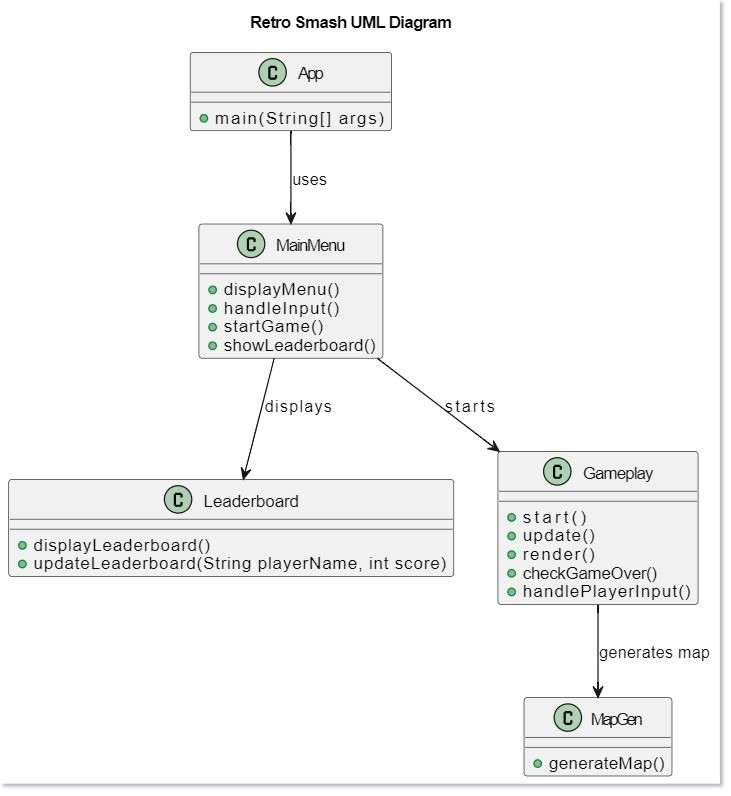 Retro Smash UML Diagram
C App
main(String[] args)
uses
C MainMenu
displayMenu()
handleInput()
startGame()
showLeaderboard()
displays
starts
C Leaderboard
displayLeaderboard()
updateLeaderboard(String playerName, int score)
C Gameplay
start()
update()
render()
checkGameOver()
handlePlayerInput()
generates map
C MapGen
generateMap()